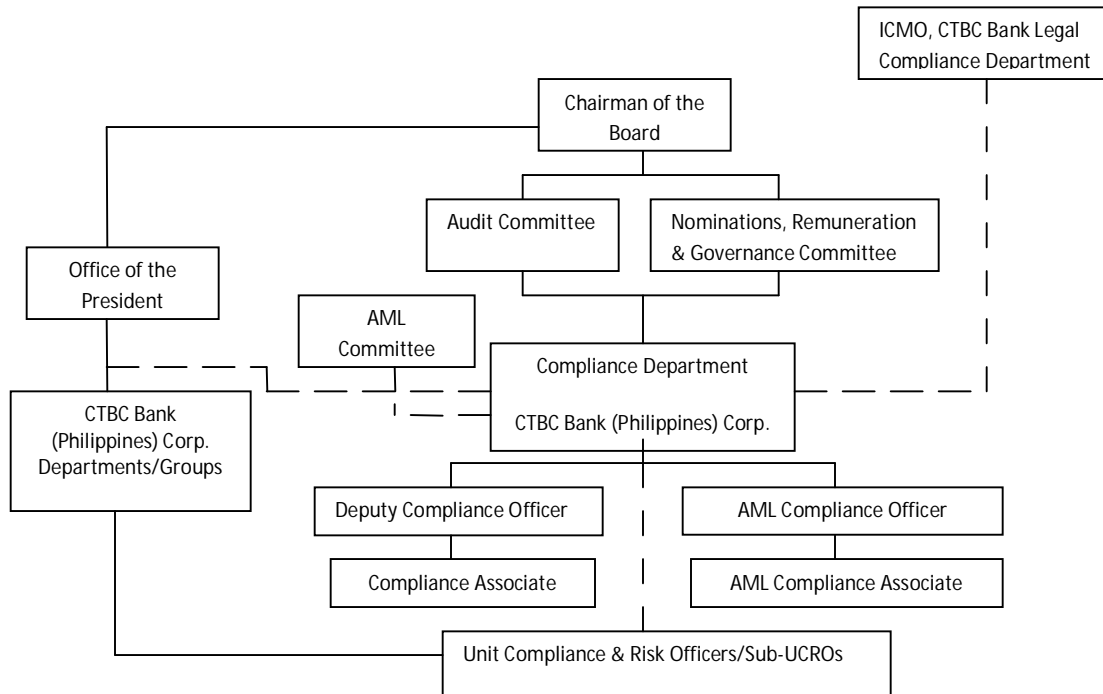 ICMO, CTBC Bank Legal
Compliance Department
Chairman of the
Board
Audit Committee
Nominations, Remuneration
& Governance Committee
Office of the
President
AML
Committee
Compliance Department
CTBC Bank (Philippines) Corp.
CTBC Bank
(Philippines) Corp.
Departments/Groups
Deputy Compliance Officer
AML Compliance Officer
Compliance Associate
AML Compliance Associate
Unit Compliance & Risk Officers/Sub-UCROs